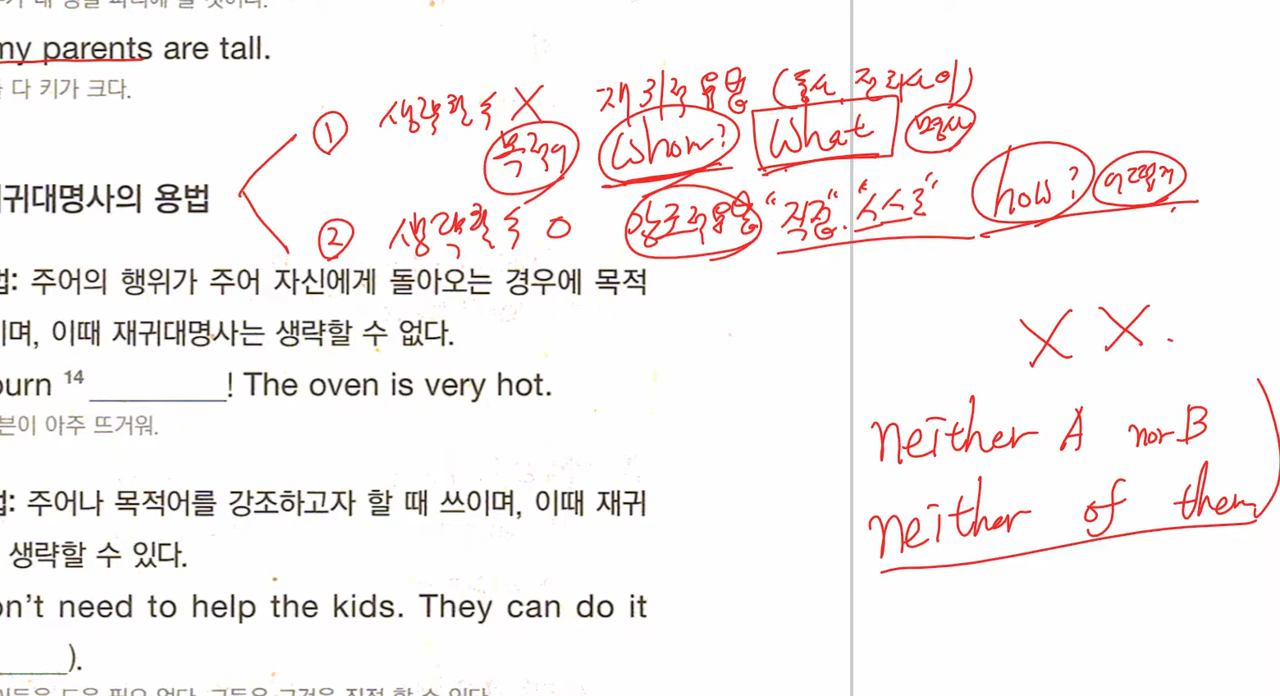 my parents are tall.
다 키가 크다.
① 생략할 수 X 재귀적 용법 (동사, 전치사의)
목적어 whom? what 명사
귀대명사의 용법
② 생략할 수 O 강조적 용법 "직접", "스스로" how? 어떻게
법: 주어의 행위가 주어 자신에게 돌아오는 경우에 목적
이며, 이때 재귀대명사는 생략할 수 없다.
X X.
burn 14 ________! The oven is very hot.
븐이 아주 뜨거워.
neither A nor B
neither of them
법: 주어나 목적어를 강조하고자 할 때 쓰이며, 이때 재귀
생략할 수 있다.
on't need to help the kids. They can do it
_____).